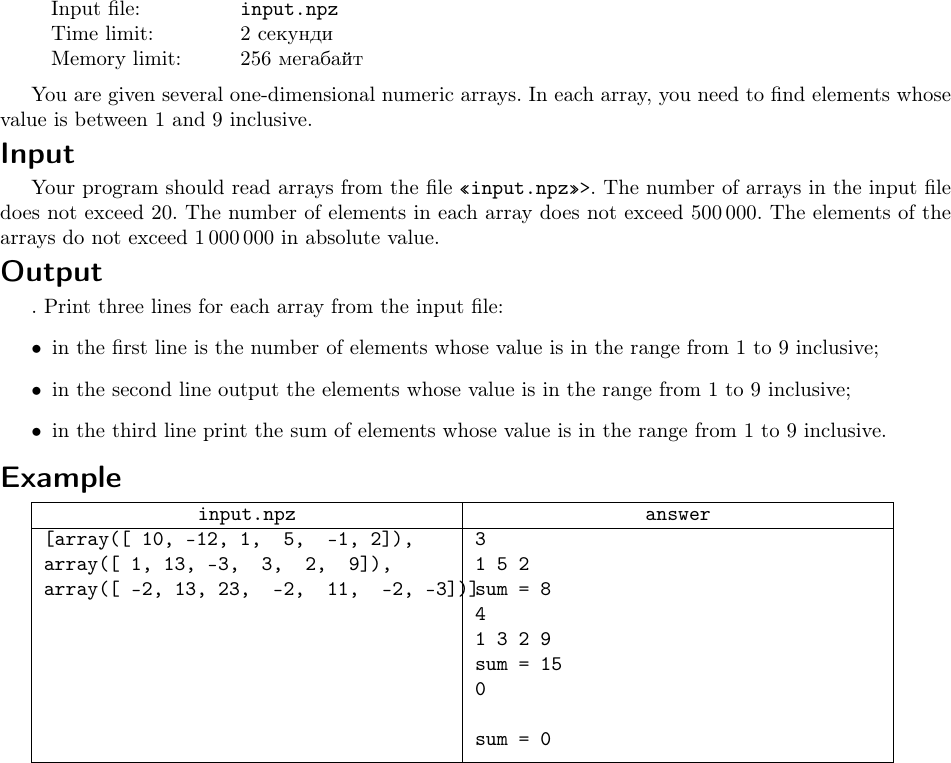 Input file: input.npz
Time limit: 2 секунди
Memory limit: 256 мегабайт
You are given several one-dimensional numeric arrays. In each array, you need to find elements whose
value is between 1 and 9 inclusive.
Input
Your program should read arrays from the file «input.npz»>. The number of arrays in the input file
does not exceed 20. The number of elements in each array does not exceed 500 000. The elements of the
arrays do not exceed 1 000 000 in absolute value.
Output
. Print three lines for each array from the input file:
• in the first line is the number of elements whose value is in the range from 1 to 9 inclusive;
• in the second line output the elements whose value is in the range from 1 to 9 inclusive;
• in the third line print the sum of elements whose value is in the range from 1 to 9 inclusive.
Example
input.npz answer
[array([ 10, -12, 1,  5,  -1, 2]), 3
array([ 1, 13, -3,  3,  2,  9]), 1 5 2
array([ -2, 13, 23,  -2,  11,  -2, -3])] sum = 8
4
1 3 2 9
sum = 15
0
sum = 0